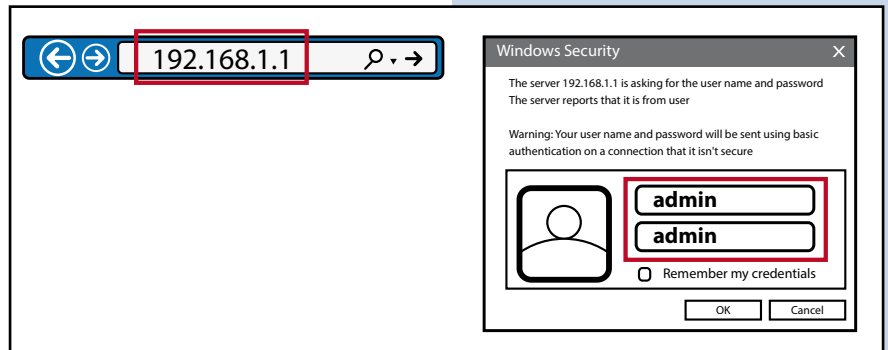 192.168.1.1
Windows Security X
The server 192.168.1.1 is asking for the user name and password
The server reports that it is from user
Warning: Your user name and password will be sent using basic
authentication on a connection that it isn't secure
admin
admin
Remember my credentials
OK Cancel